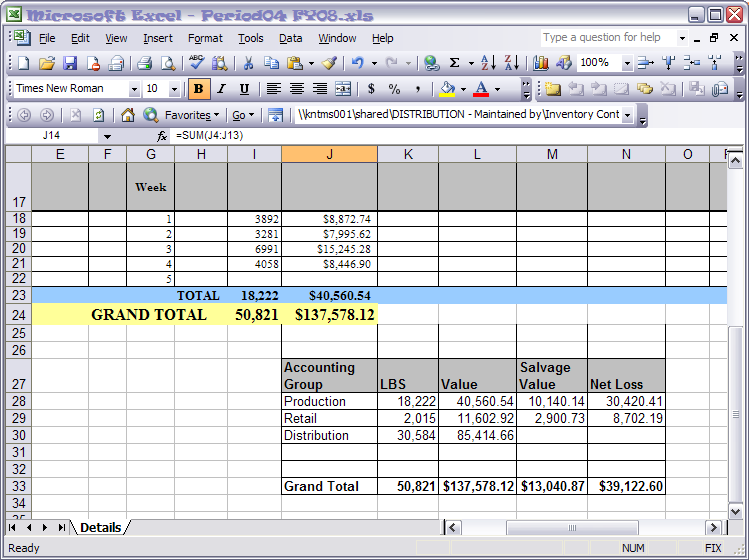 Microsoft Excel - Period04 FY08.xls
File Edit View Insert Format Tools Data Window Help Type a question for help
100%
Times New Roman 10 B I U $ % ,
Favorites Go \\kntms001\shared\DISTRIBUTION - Maintained by\Inventory Cont
J14 fx =SUM(J4:J13)
E F G H I J K L M N O
17 Week
18 1 3892 $8,872.74
19 2 3281 $7,995.62
20 3 6991 $15,245.28
21 4 4058 $8,446.90
22 5
23 TOTAL 18,222 $40,560.54
24 GRAND TOTAL 50,821 $137,578.12
25
26
27 Accounting Group LBS Value Salvage Value Net Loss
28 Production 18,222 40,560.54 10,140.14 30,420.41
29 Retail 2,015 11,602.92 2,900.73 8,702.19
30 Distribution 30,584 85,414.66
31
32
33 Grand Total 50,821 $137,578.12 $13,040.87 $39,122.60
34
Details
Ready NUM FIX